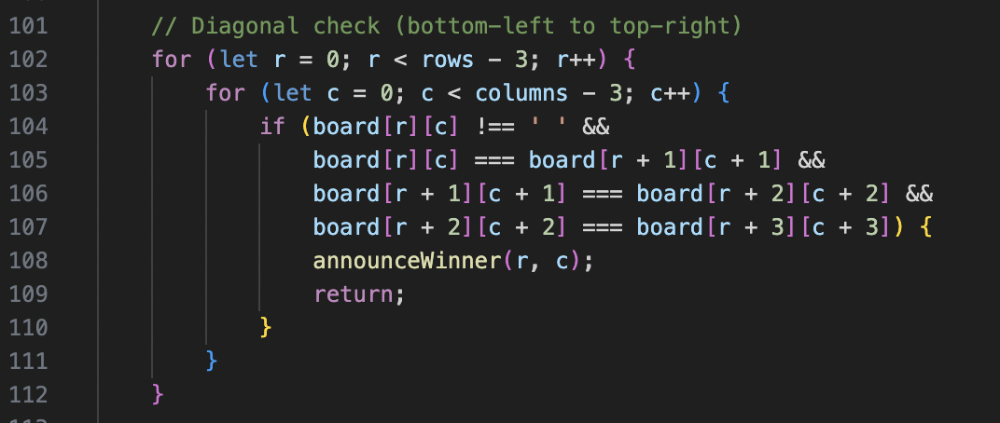 101 // Diagonal check (bottom-left to top-right)
102 for (let r = 0; r < rows - 3; r++) {
103 for (let c = 0; c < columns - 3; c++) {
104 if (board[r][c] !== ' ' &&
105 board[r][c] === board[r + 1][c + 1] &&
106 board[r + 1][c + 1] === board[r + 2][c + 2] &&
107 board[r + 2][c + 2] === board[r + 3][c + 3]) {
108 announceWinner(r, c);
109 return;
110 }
111 }
112 }